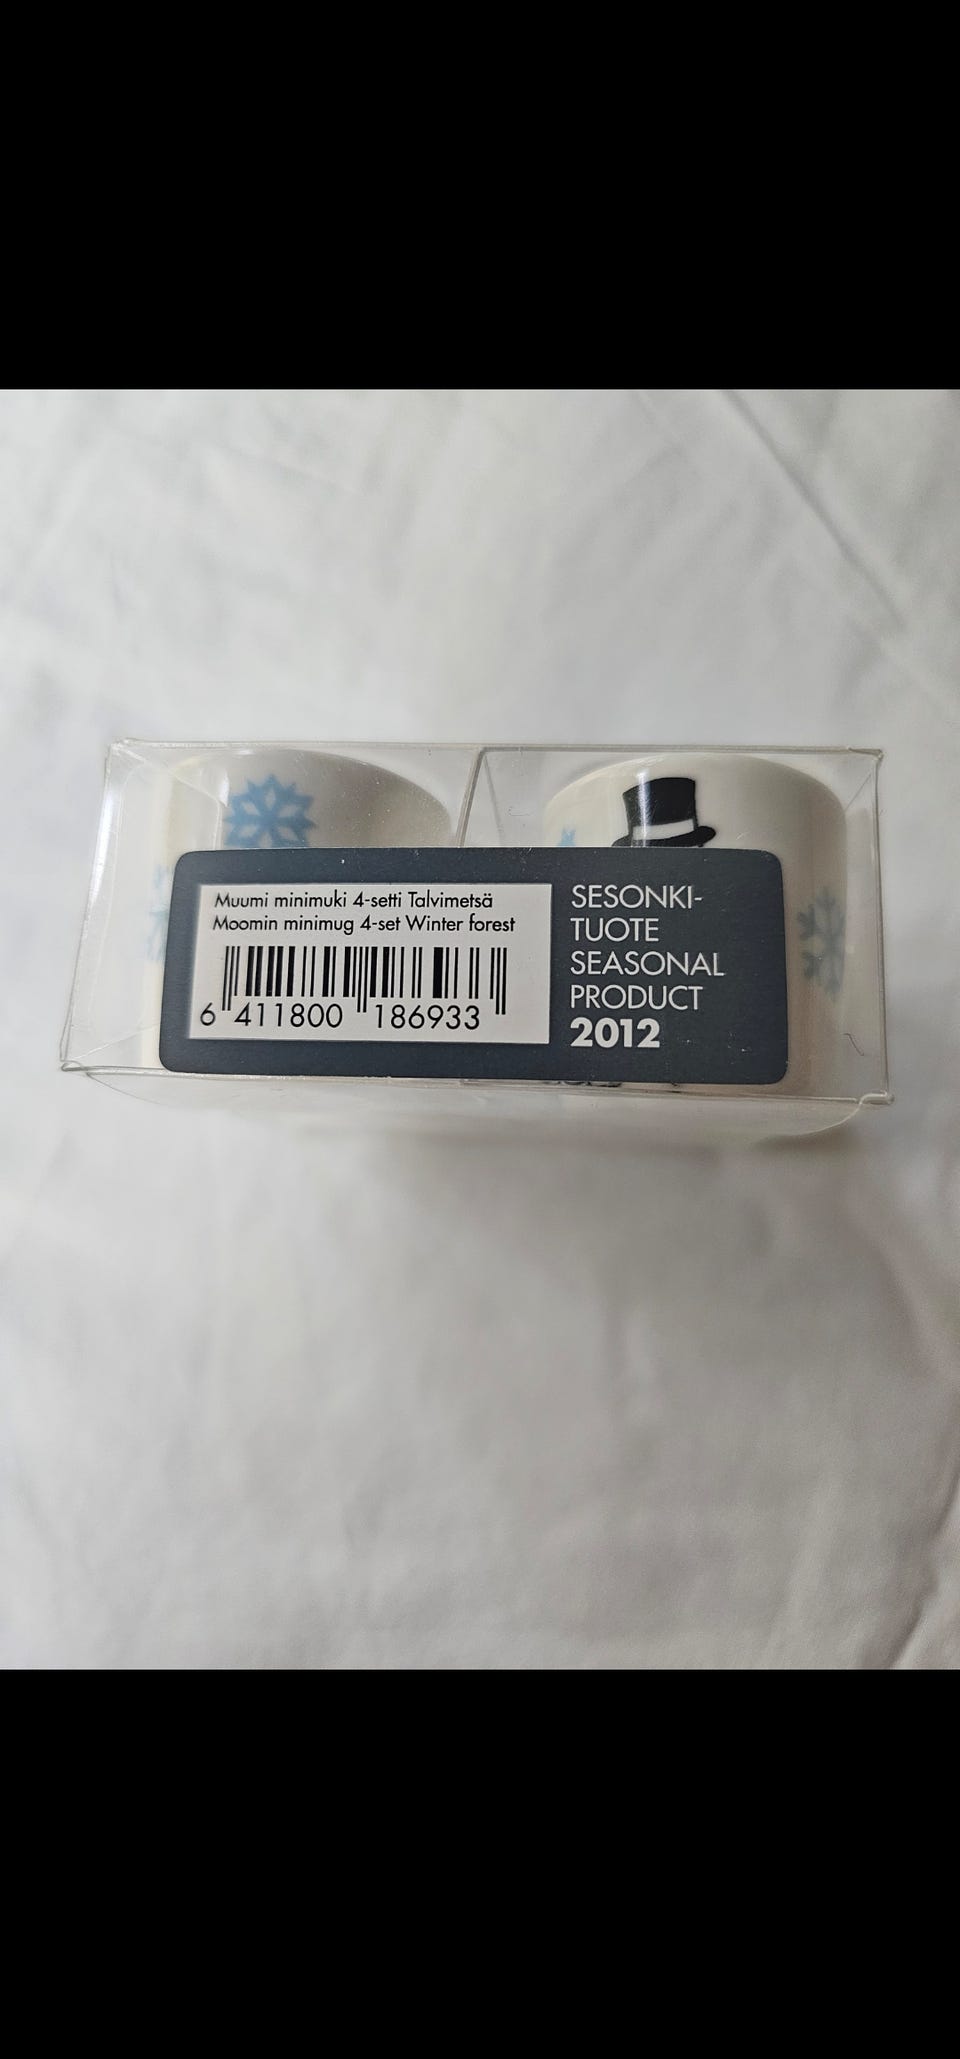 Muumi minimuki 4-setti Talvimetsä
Moomin minimug 4-set Winter forest
6 411800 186933
SESONKI-
TUOTE
SEASONAL
PRODUCT
2012